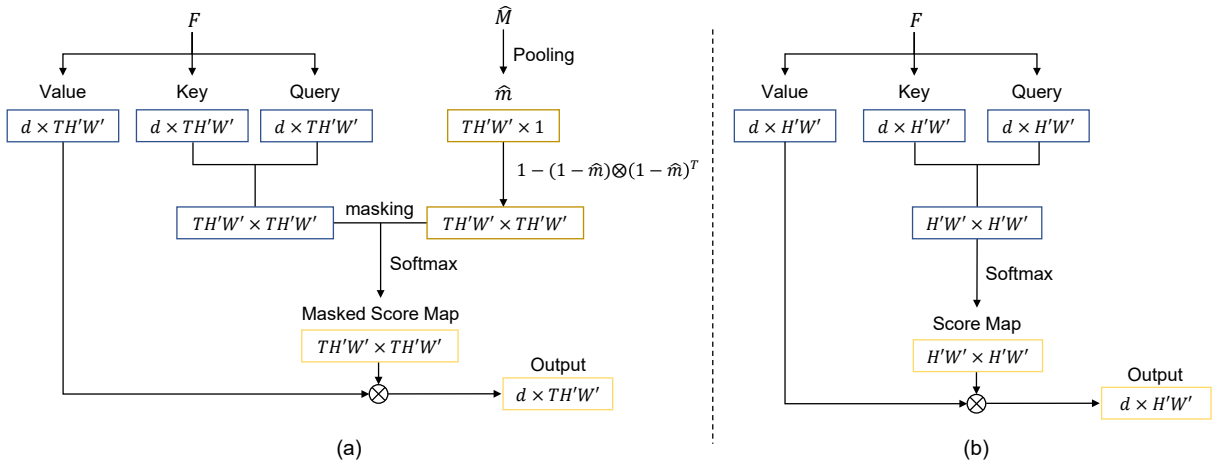 F
M̂
Pooling
Value
Key
Query
m̂
d × TH'W'
d × TH'W'
d × TH'W'
TH'W' × 1
1 − (1 − m̂)⊗(1 − m̂)ᵀ
TH'W' × TH'W'
masking
TH'W' × TH'W'
Softmax
Masked Score Map
TH'W' × TH'W'
Output
d × TH'W'
(a)
F
Value
Key
Query
d × H'W'
d × H'W'
d × H'W'
H'W' × H'W'
Softmax
Score Map
H'W' × H'W'
Output
d × H'W'
(b)